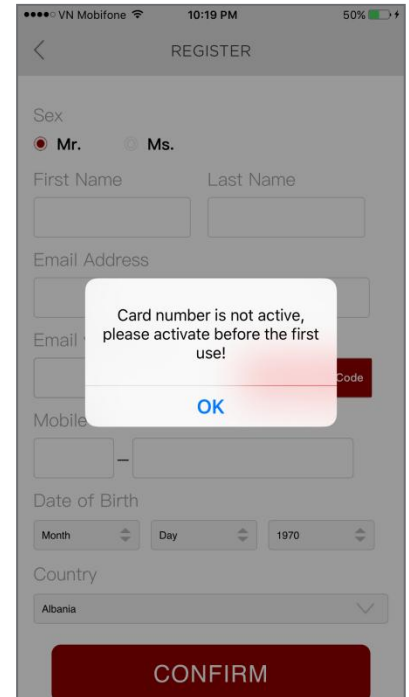 VN Mobifone 10:19 PM 50%
REGISTER
Sex
Mr. Ms.
First Name Last Name
Email Address
Card number is not active,
please activate before the first
use!
Email
Code
OK
Mobile
–
Date of Birth
Month Day 1970
Country
Albania
CONFIRM